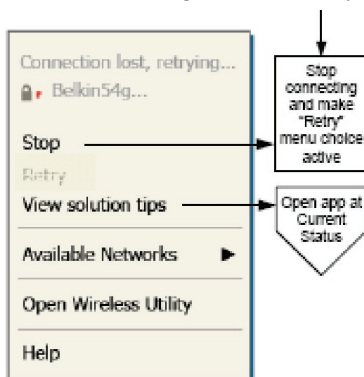 Connection lost, retrying...
Belkin54g...
Stop
Retry
View solution tips
Available Networks
Open Wireless Utility
Help
Stop
connecting
and make
"Retry"
menu choice
active
Open app at
Current
Status